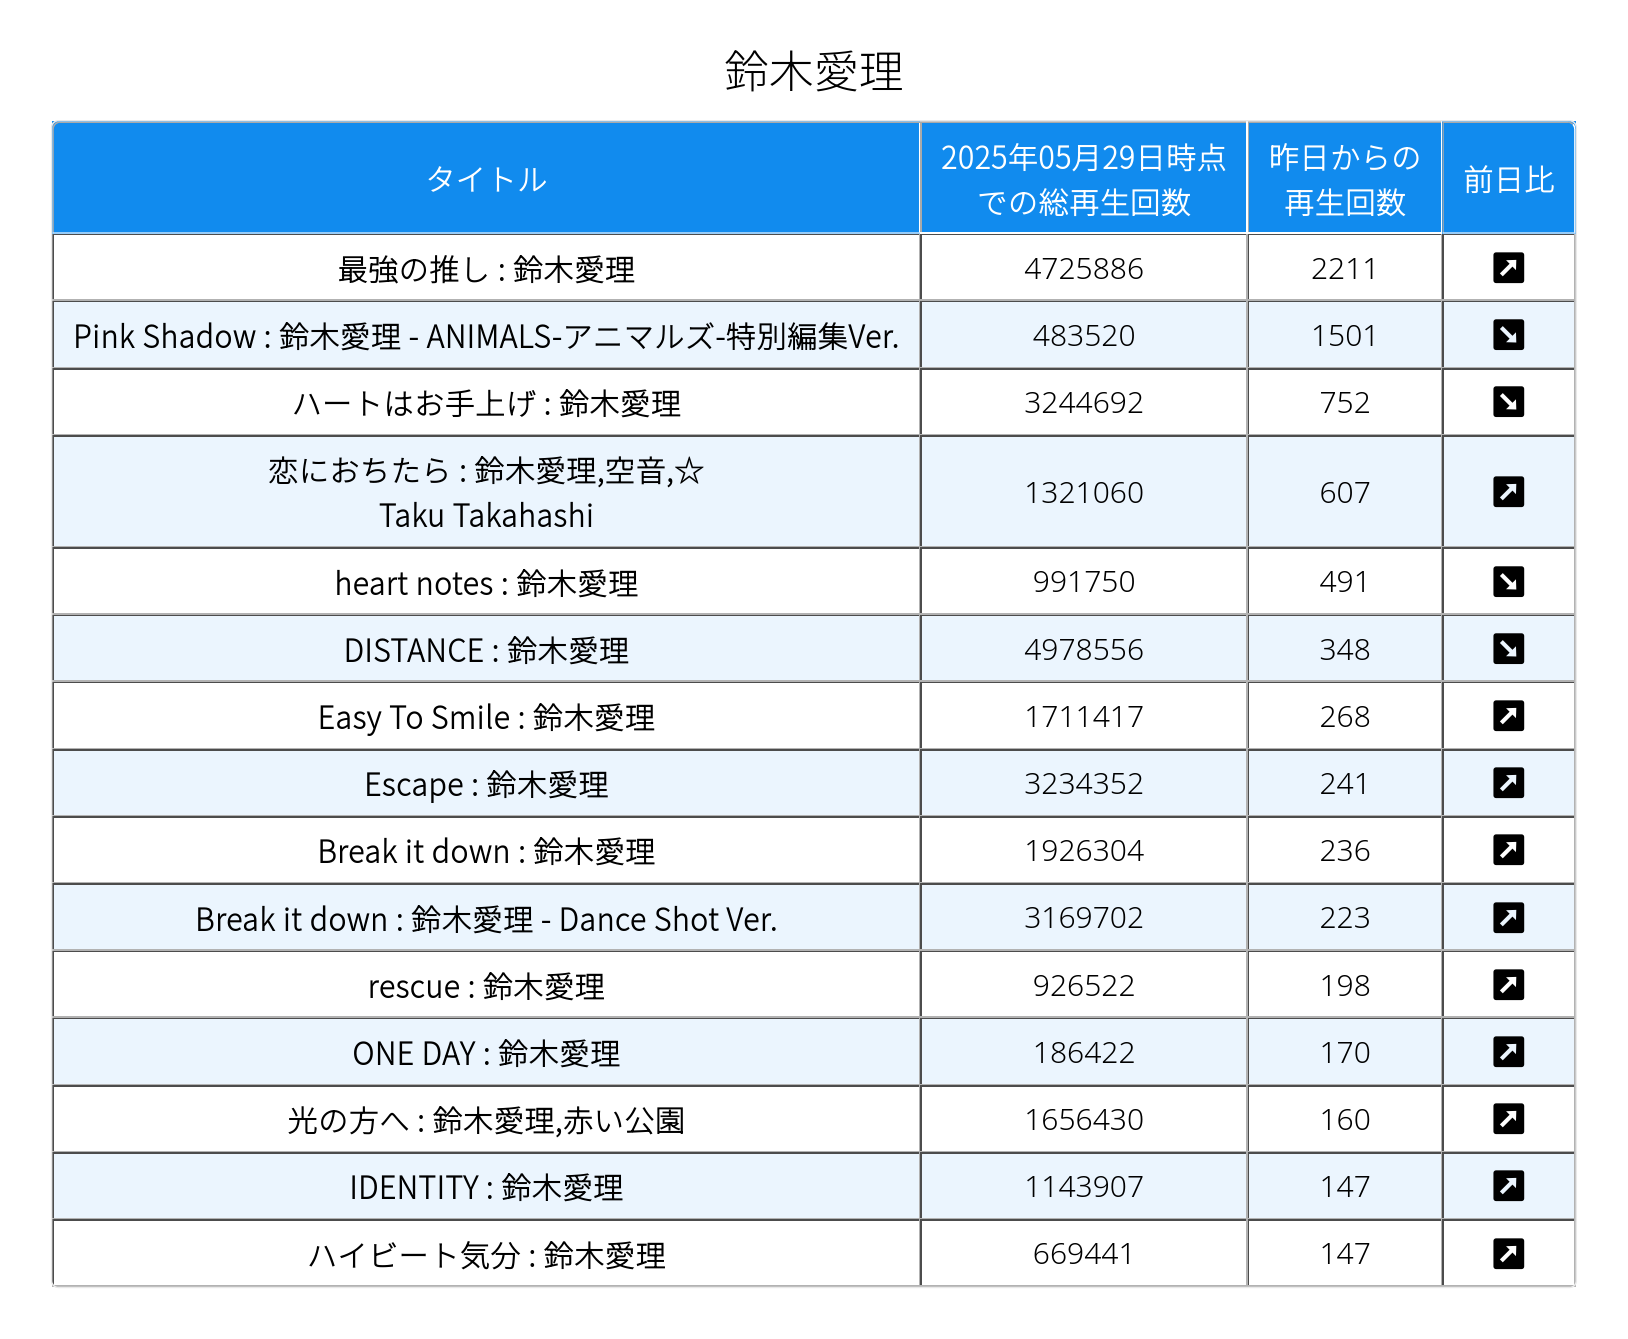 鈴木愛理
タイトル
2025年05月29日時点
での総再生回数
昨日からの
再生回数
前日比
最強の推し : 鈴木愛理 4725886 2211
Pink Shadow : 鈴木愛理 - ANIMALS-アニマルズ-特別編集Ver. 483520 1501
ハートはお手上げ : 鈴木愛理 3244692 752
恋におちたら : 鈴木愛理,空音,☆
Taku Takahashi 1321060 607
heart notes : 鈴木愛理 991750 491
DISTANCE : 鈴木愛理 4978556 348
Easy To Smile : 鈴木愛理 1711417 268
Escape : 鈴木愛理 3234352 241
Break it down : 鈴木愛理 1926304 236
Break it down : 鈴木愛理 - Dance Shot Ver. 3169702 223
rescue : 鈴木愛理 926522 198
ONE DAY : 鈴木愛理 186422 170
光の方へ : 鈴木愛理,赤い公園 1656430 160
IDENTITY : 鈴木愛理 1143907 147
ハイビート気分 : 鈴木愛理 669441 147